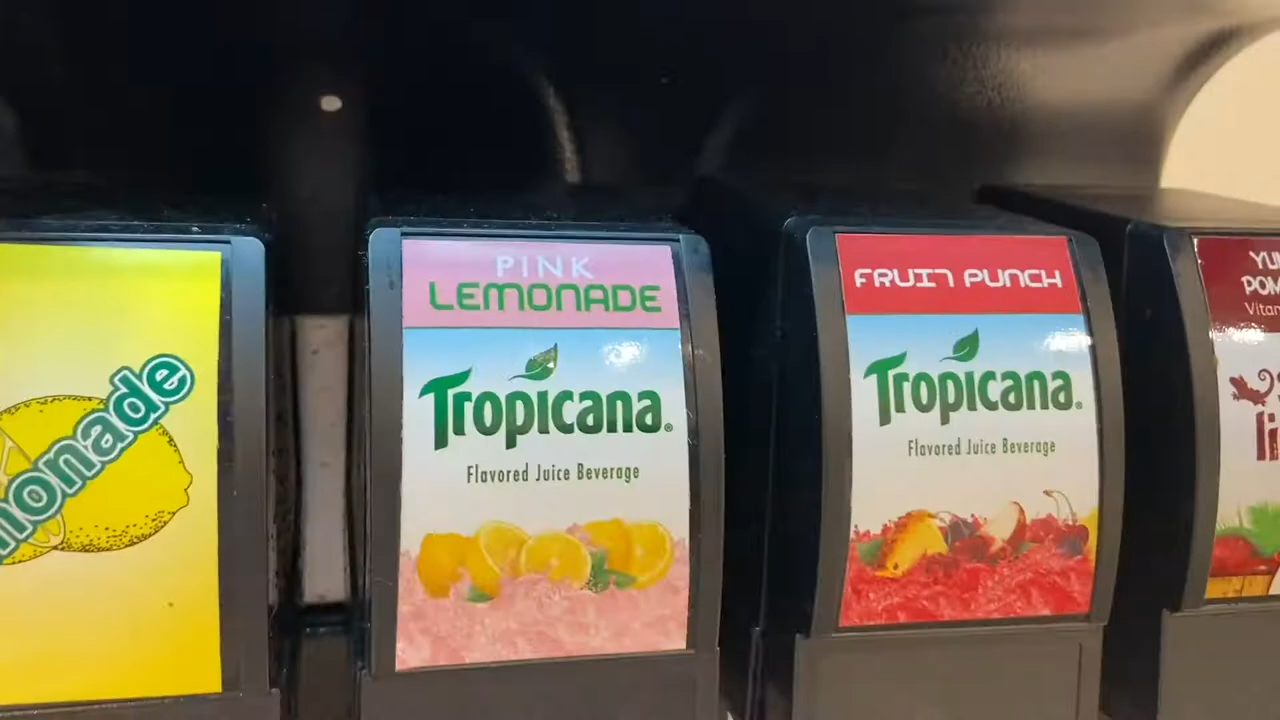 monade
PINK
LEMONADE
Tropicana®
Flavored Juice Beverage
FRUIT PUNCH
Tropicana®
Flavored Juice Beverage